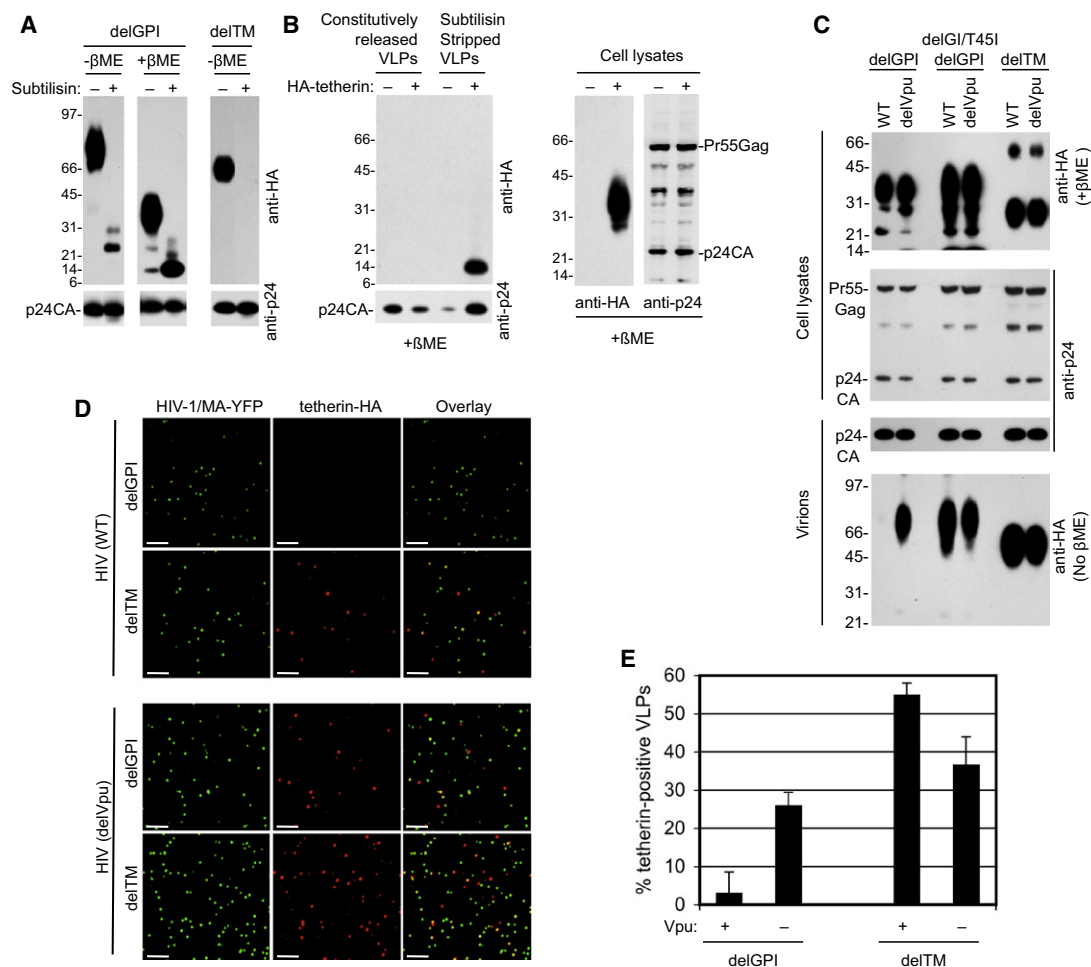 A
delGPI
delTM
-βME
+βME
-βME
Subtilisin:
–
+
–
+
–
+
97-
66-
45-
31-
21-
14-
6-
anti-HA
p24CA-
anti-p24
B
Constitutively
released
VLPs
Subtilisin
Stripped
VLPs
HA-tetherin:
–
+
–
+
66-
45-
31-
21-
14-
6-
anti-HA
p24CA-
anti-p24
+ßME
Cell lysates
–
+
–
+
66-
45-
31-
21-
14-
-Pr55Gag
-p24CA
anti-HA
anti-p24
+ßME
C
delGI/T45I
delGPI
delGPI
delTM
WT
delVpu
WT
delVpu
WT
delVpu
66-
45-
31-
21-
14-
anti-HA
(+βME)
Cell lysates
Pr55-
Gag
p24-
CA
anti-p24
p24-
CA
Virions
97-
66-
45-
31-
21-
anti-HA
(No βME)
D
HIV-1/MA-YFP
tetherin-HA
Overlay
HIV (WT)
delGPI
delTM
HIV (delVpu)
delGPI
delTM
E
% tetherin-positive VLPs
60
50
40
30
20
10
0
Vpu:
+
–
+
–
delGPI
delTM